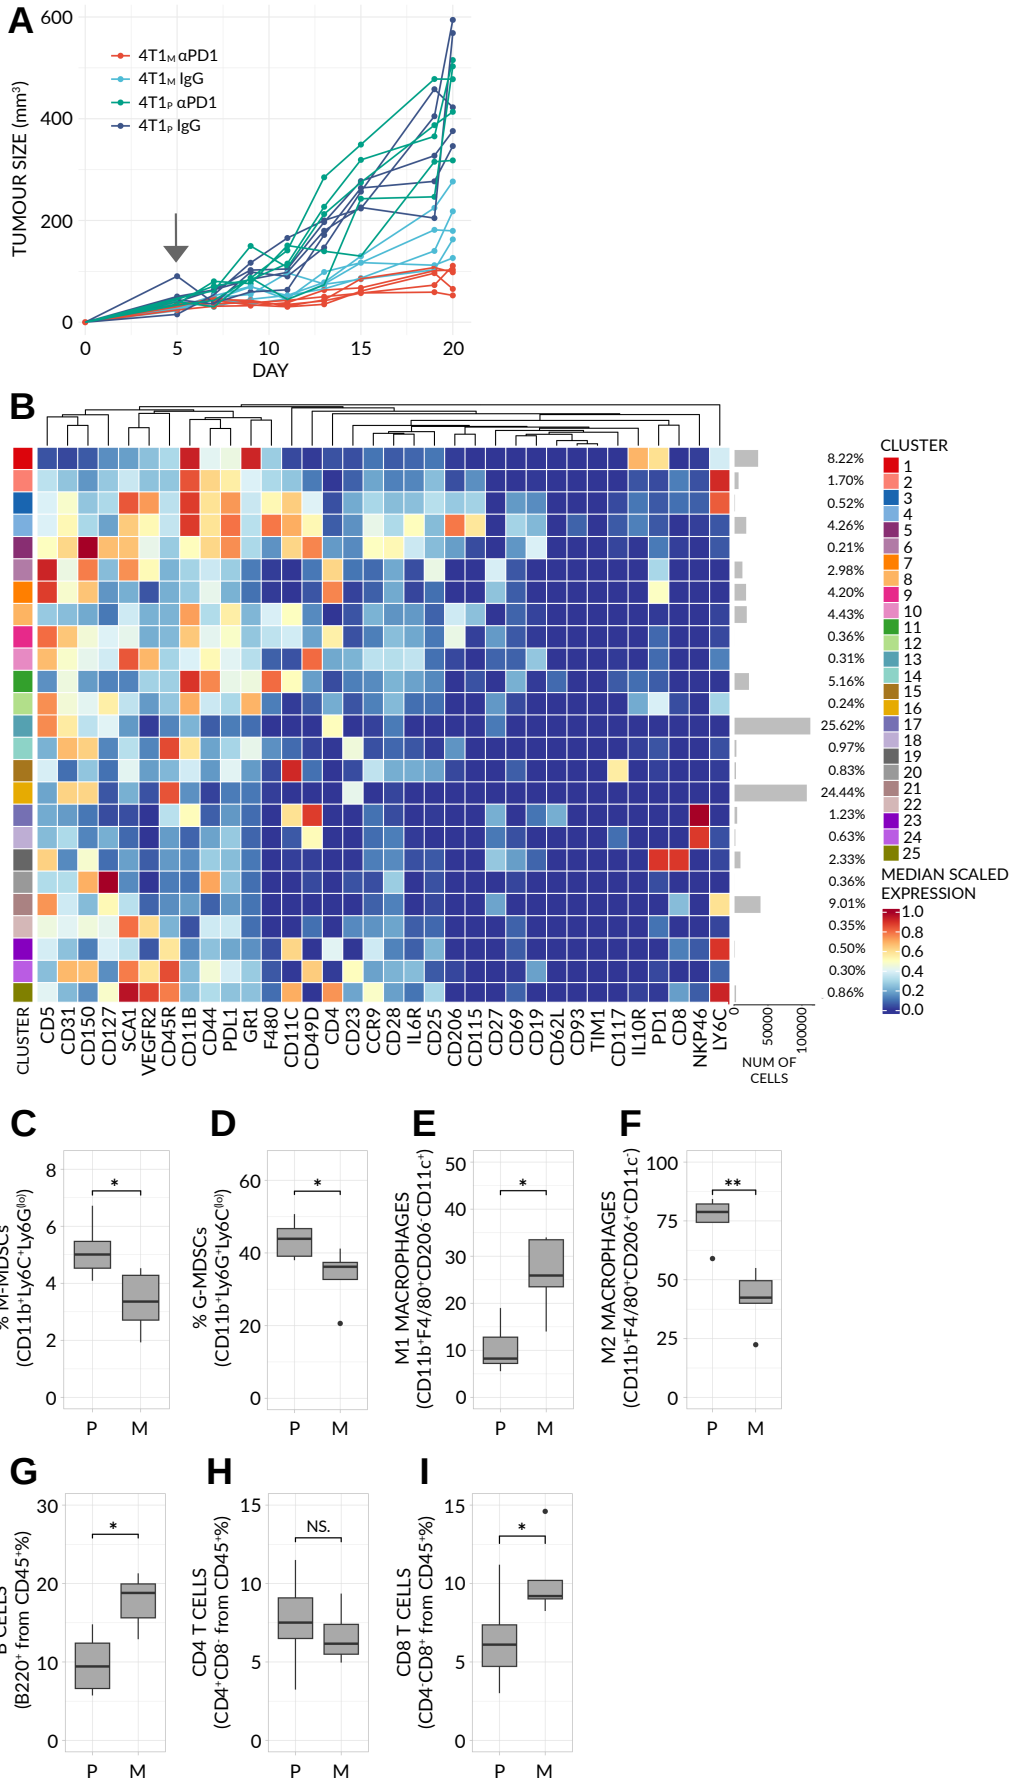 A
TUMOUR SIZE (mm³)
600
400
200
0
4T1M αPD1
4T1M IgG
4T1P αPD1
4T1P IgG
0 5 10 15 20
DAY
B
8.22%
1.70%
0.52%
4.26%
0.21%
2.98%
4.20%
4.43%
0.36%
0.31%
5.16%
0.24%
25.62%
0.97%
0.83%
24.44%
1.23%
0.63%
2.33%
0.36%
9.01%
0.35%
0.50%
0.30%
0.86%
CLUSTER
1
2
3
4
5
6
7
8
9
10
11
12
13
14
15
16
17
18
19
20
21
22
23
24
25
MEDIAN SCALED
EXPRESSION
1.0
0.8
0.6
0.4
0.2
0.0
CLUSTER
CD5
CD31
CD150
CD127
SCA1
VEGFR2
CD45R
CD11B
CD44
PDL1
GR1
F480
CD11C
CD49D
CD4
CD23
CCR9
CD28
IL6R
CD25
CD206
CD115
CD27
CD69
CD19
CD62L
CD93
TIM1
CD117
IL10R
PD1
CD8
NKP46
LY6C
0
50000
100000
NUM OF
CELLS
C
% M-MDSCs
(CD11b⁺Ly6C⁺Ly6G⁽ˡᵒ⁾)
8
6
4
2
0
*
P M
D
% G-MDSCs
(CD11b⁺Ly6G⁺Ly6C⁽ˡᵒ⁾)
60
40
20
0
*
P M
E
M1 MACROPHAGES
(CD11b⁺F4/80⁺CD206⁻CD11c⁺)
50
40
30
20
10
0
*
P M
F
M2 MACROPHAGES
(CD11b⁺F4/80⁺CD206⁺CD11c⁻)
100
75
50
25
0
**
P M
G
B CELLS
(B220⁺ from CD45⁺%)
30
20
10
0
*
P M
H
CD4 T CELLS
(CD4⁺CD8⁻ from CD45⁺%)
15
10
5
0
NS.
P M
I
CD8 T CELLS
(CD4⁻CD8⁺ from CD45⁺%)
15
10
5
0
*
P M